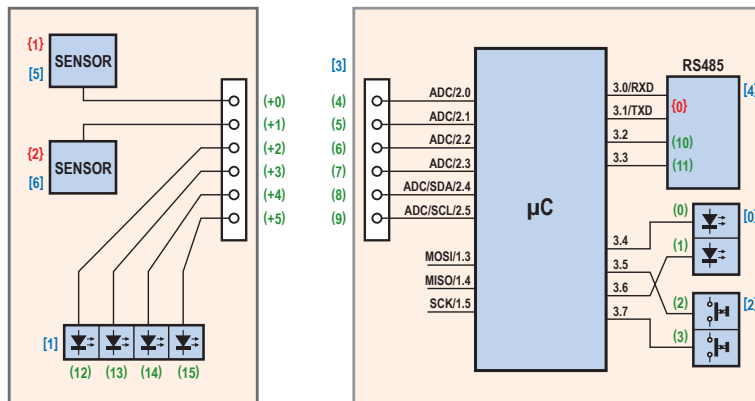 {1}
[5]
SENSOR
{2}
[6]
SENSOR
(+0)
(+1)
(+2)
(+3)
(+4)
(+5)
[1]
(12) (13) (14) (15)
[3]
(4)
(5)
(6)
(7)
(8)
(9)
ADC/2.0
ADC/2.1
ADC/2.2
ADC/2.3
ADC/SDA/2.4
ADC/SCL/2.5
MOSI/1.3
MISO/1.4
SCK/1.5
µC
3.0/RXD
3.1/TXD
3.2
3.3
3.4
3.5
3.6
3.7
RS485
[4]
{0}
(10)
(11)
(0)
[0]
(1)
(2)
[2]
(3)